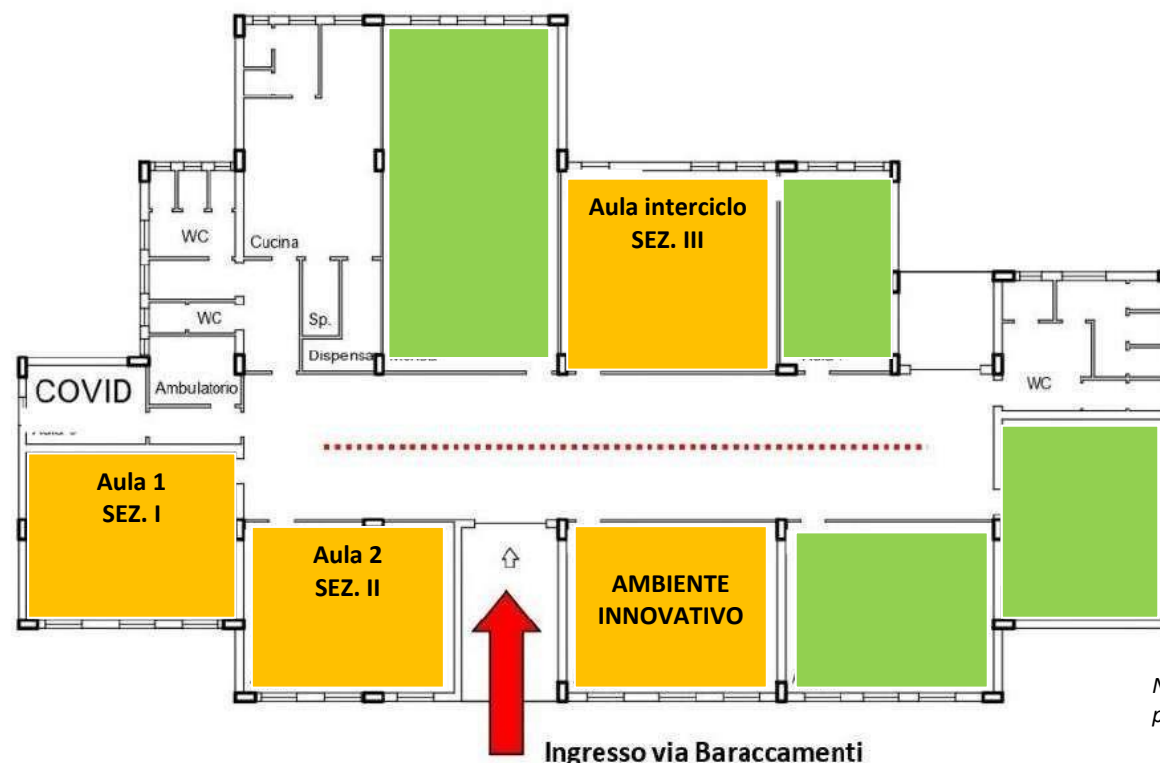 Aula interciclo
SEZ. III
WC
Cucina
WC
Sp.
Dispensa
COVID
Ambulatorio
WC
Aula 1
SEZ. I
Aula 2
SEZ. II
AMBIENTE
INNOVATIVO
Ingresso via Baraccamenti